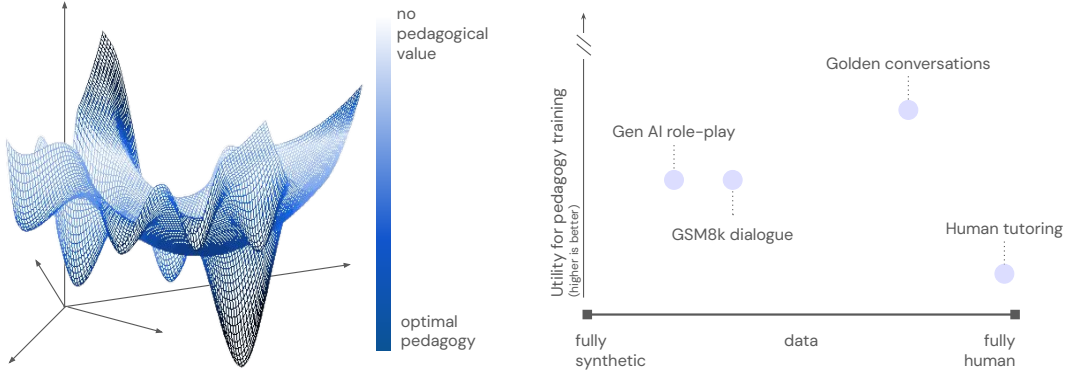 no
pedagogical
value
optimal
pedagogy
Utility for pedagogy training
(higher is better)
Golden conversations
Gen AI role-play
GSM8k dialogue
Human tutoring
fully
synthetic
data
fully
human